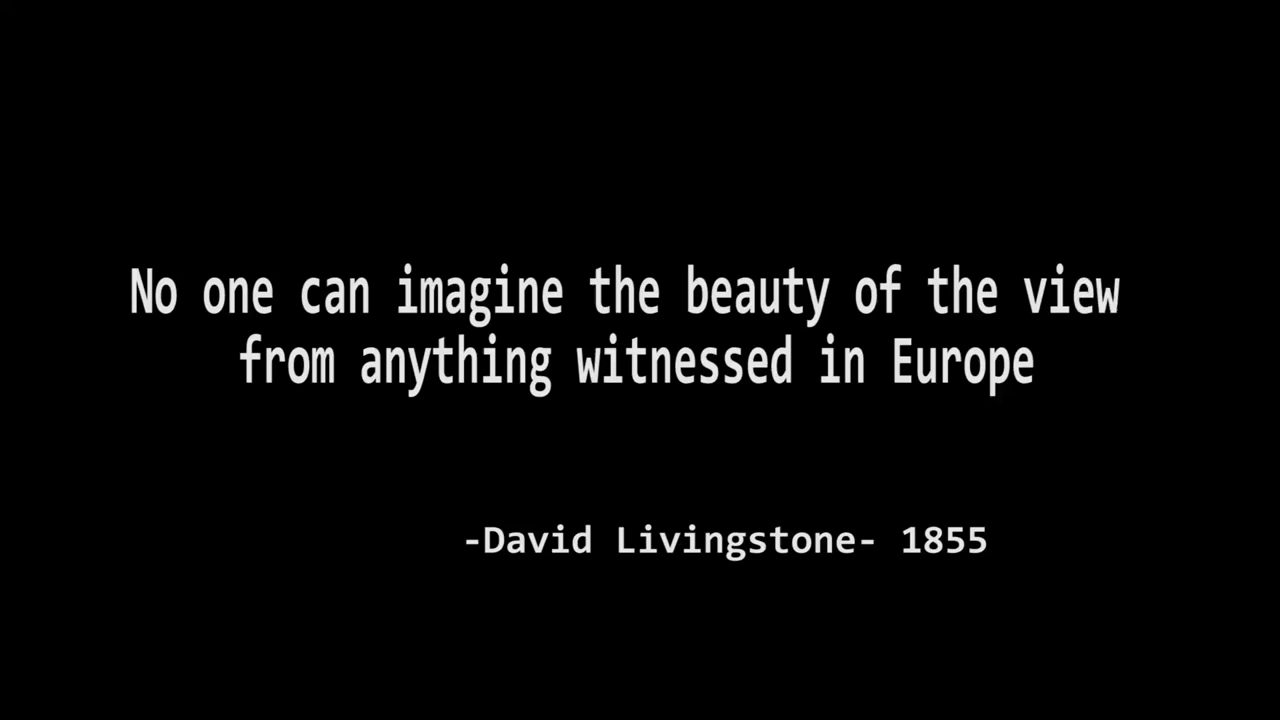 No one can imagine the beauty of the view
from anything witnessed in Europe
-David Livingstone- 1855